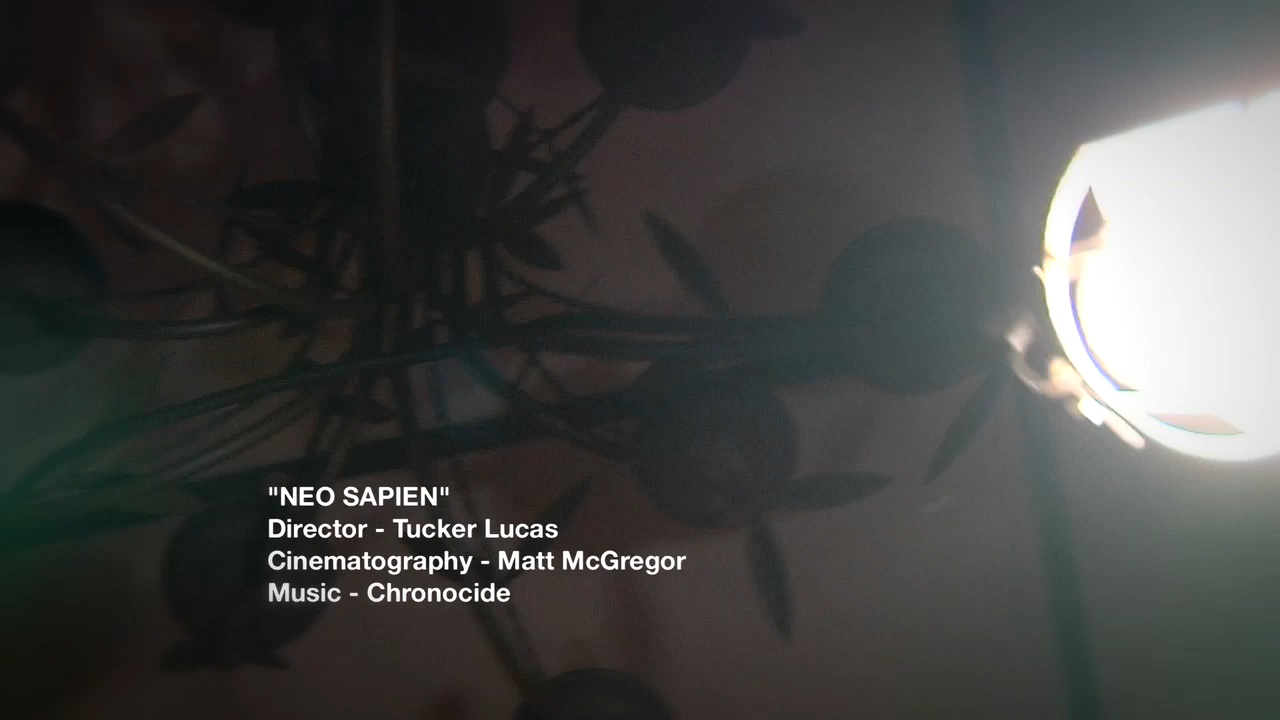 "NEO SAPIEN"
Director - Tucker Lucas
Cinematography - Matt McGregor
Music - Chronocide